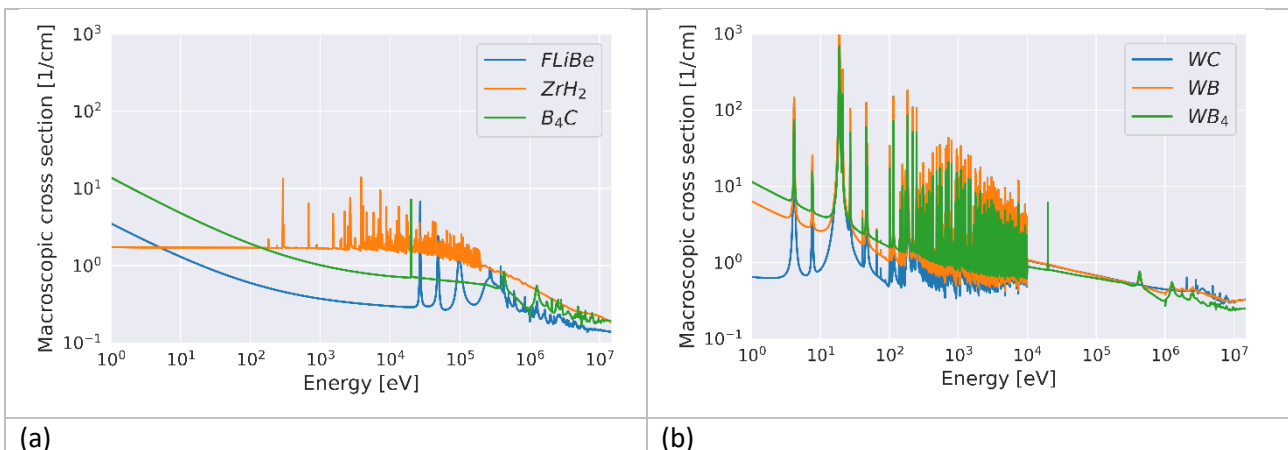 Macroscopic cross section [1/cm]
10³
10²
10¹
10⁰
10⁻¹
FLiBe
ZrH₂
B₄C
10⁰ 10¹ 10² 10³ 10⁴ 10⁵ 10⁶ 10⁷
Energy [eV]
(a)
Macroscopic cross section [1/cm]
10³
10²
10¹
10⁰
10⁻¹
WC
WB
WB₄
10⁰ 10¹ 10² 10³ 10⁴ 10⁵ 10⁶ 10⁷
Energy [eV]
(b)